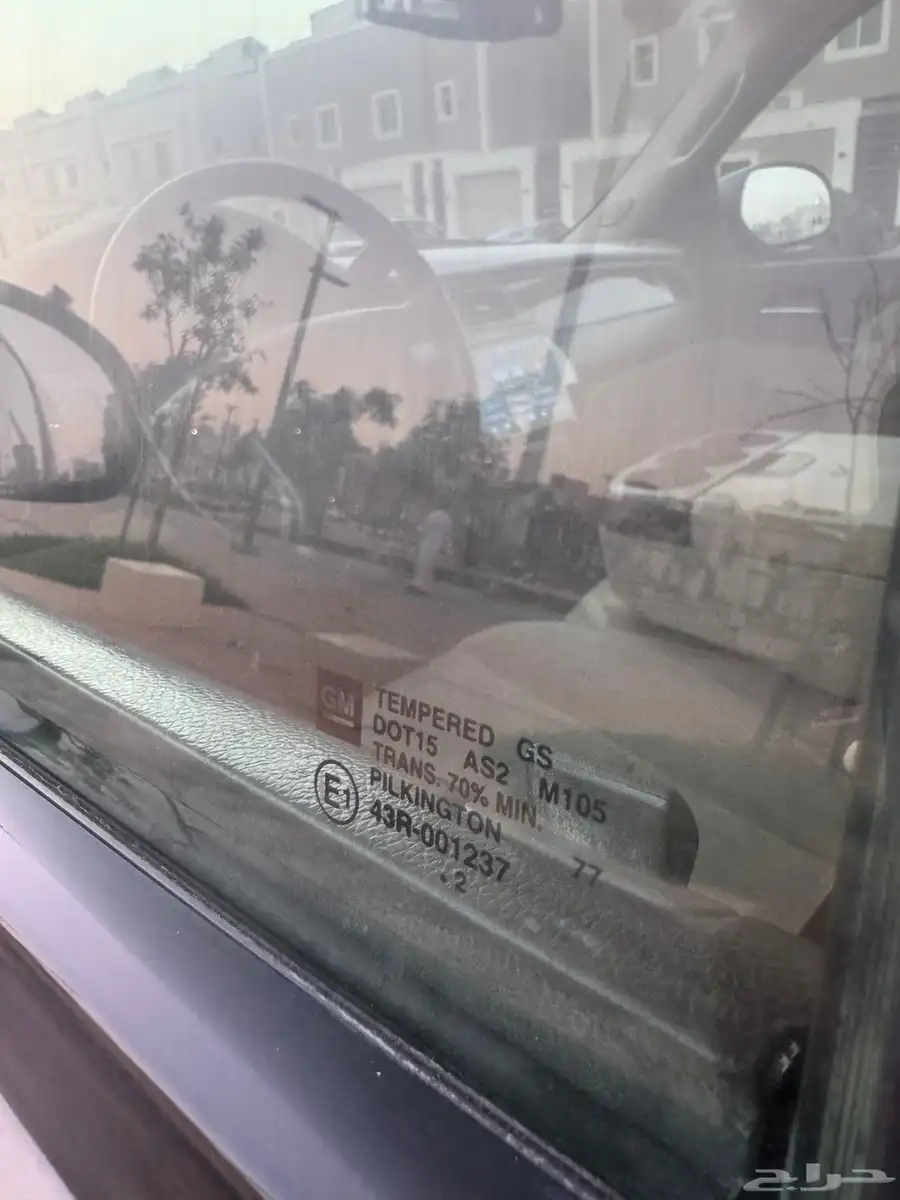 GM
TEMPERED GS
DOT15 AS2 M105
TRANS. 70% MIN.
E1 PILKINGTON
43R-001237 77
.2
حراج